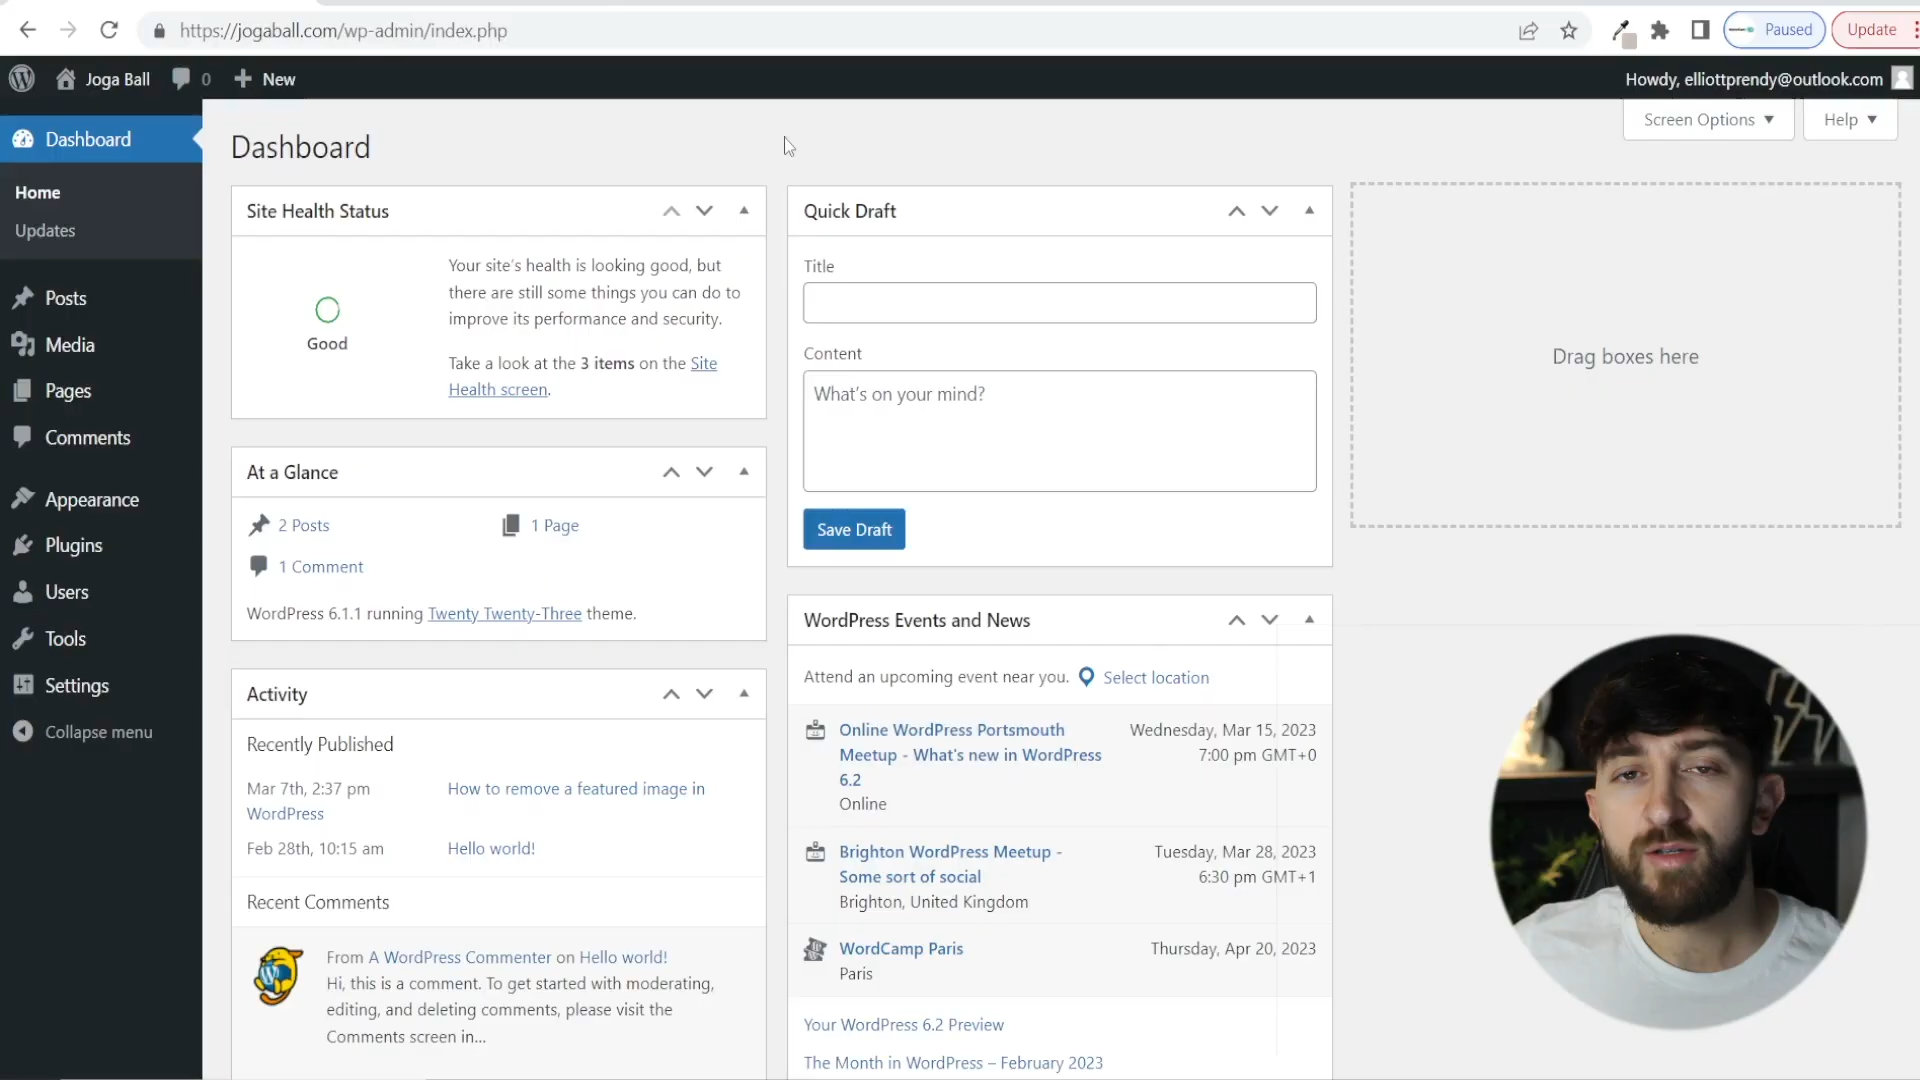 https://jogaball.com/wp-admin/index.php
Paused
Update
Joga Ball
0
New
Howdy, elliottprendy@outlook.com
Screen Options
Help
Dashboard
Home
Updates
Posts
Media
Pages
Comments
Appearance
Plugins
Users
Tools
Settings
Collapse menu
Dashboard
Site Health Status
Good
Your site's health is looking good, but
there are still some things you can do to
improve its performance and security.
Take a look at the 3 items on the Site
Health screen.
At a Glance
2 Posts
1 Page
1 Comment
WordPress 6.1.1 running Twenty Twenty-Three theme.
Activity
Recently Published
Mar 7th, 2:37 pm How to remove a featured image in
WordPress
Feb 28th, 10:15 am Hello world!
Recent Comments
From A WordPress Commenter on Hello world!
Hi, this is a comment. To get started with moderating,
editing, and deleting comments, please visit the
Comments screen in...
Quick Draft
Title
Content
What's on your mind?
Save Draft
WordPress Events and News
Attend an upcoming event near you. Select location
Online WordPress Portsmouth Wednesday, Mar 15, 2023
Meetup - What's new in WordPress 7:00 pm GMT+0
6.2
Online
Brighton WordPress Meetup - Tuesday, Mar 28, 2023
Some sort of social 6:30 pm GMT+1
Brighton, United Kingdom
WordCamp Paris Thursday, Apr 20, 2023
Paris
Your WordPress 6.2 Preview
The Month in WordPress – February 2023
Drag boxes here